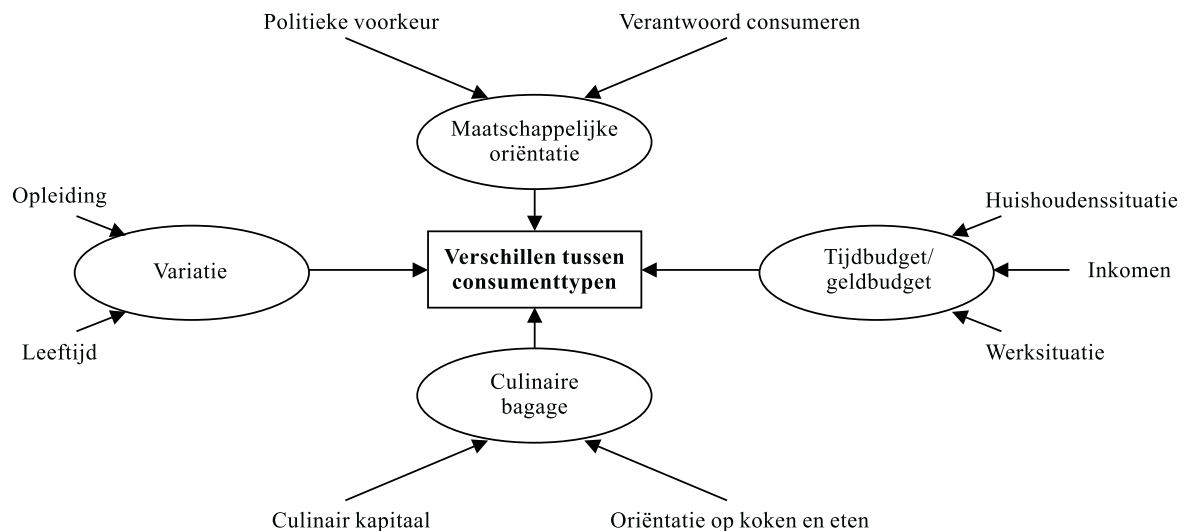 Politieke voorkeur
Verantwoord consumeren
Maatschappelijke
oriëntatie
Opleiding
Huishoudenssituatie
Variatie
Verschillen tussen
consumenttypen
Tijdbudget/
geldbudget
Inkomen
Leeftijd
Werksituatie
Culinaire
bagage
Culinair kapitaal
Oriëntatie op koken en eten